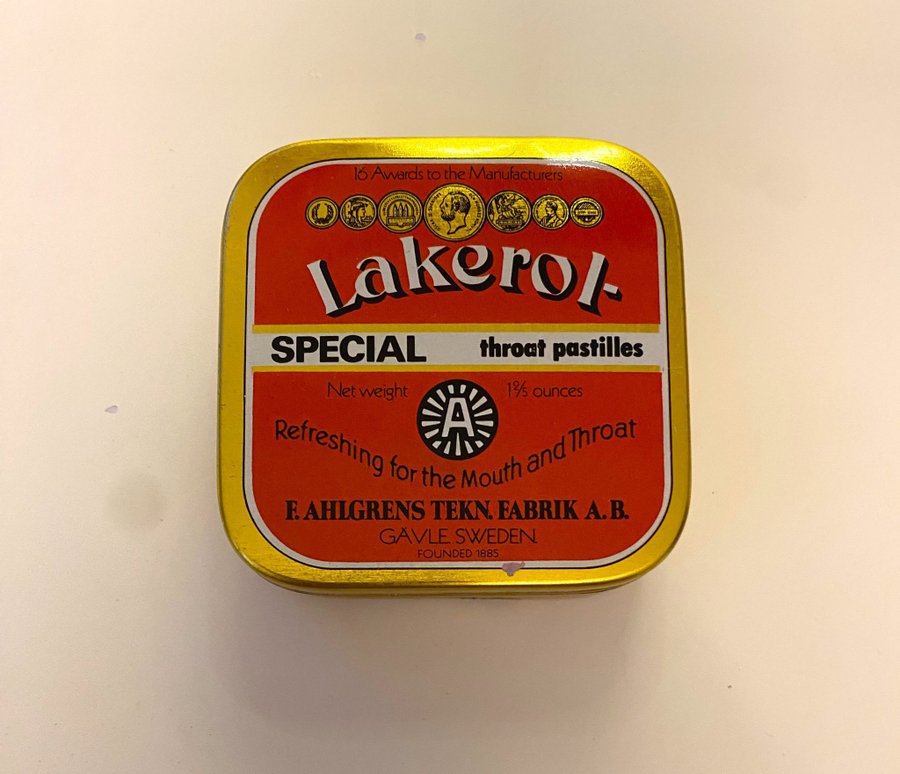 16 Awards to the Manufacturers
Lakerol
SPECIAL throat pastilles
Net weight 1⅖ ounces
A
Refreshing for the Mouth and Throat
F. AHLGRENS TEKN. FABRIK A. B.
GÄVLE. SWEDEN.
FOUNDED 1885